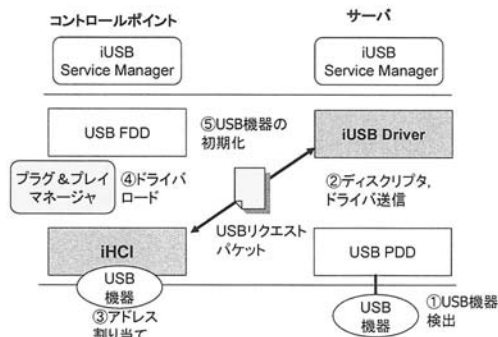 コントロールポイント
サーバ
iUSB
Service Manager
iUSB
Service Manager
USB FDD
⑤USB機器の
初期化
iUSB Driver
プラグ&プレイ
マネージャ
④ドライバ
ロード
②ディスクリプタ,
ドライバ送信
USBリクエスト
パケット
iHCI
USB PDD
USB
機器
③アドレス
割り当て
USB
機器
①USB機器
検出